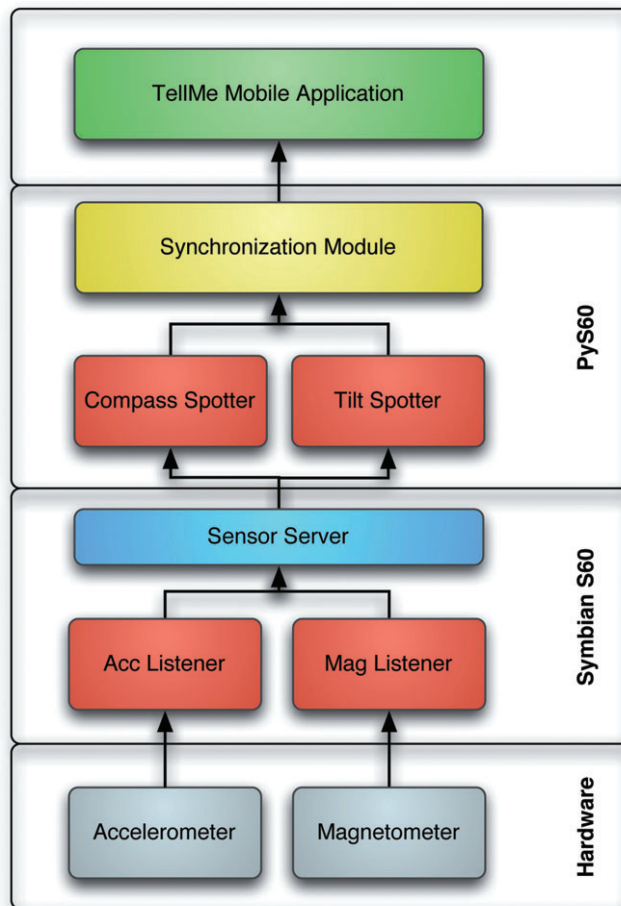 TellMe Mobile Application
Synchronization Module
Compass Spotter
Tilt Spotter
PyS60
Sensor Server
Acc Listener
Mag Listener
Symbian S60
Accelerometer
Magnetometer
Hardware